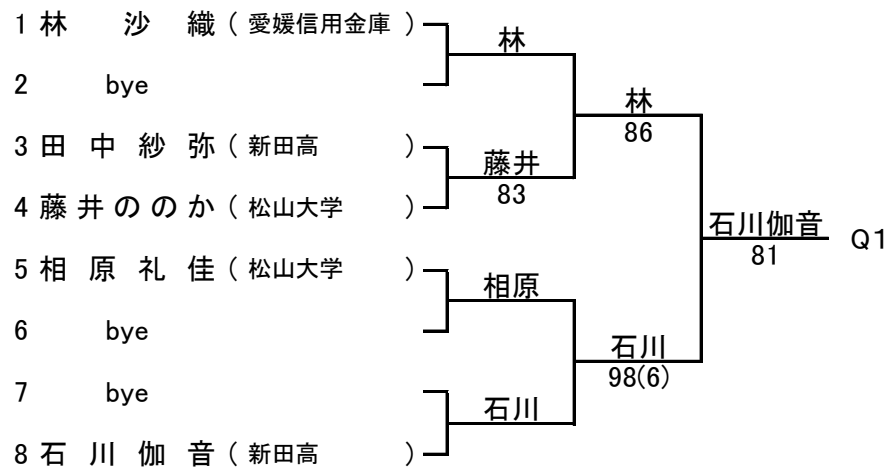 1 林 沙 織 ( 愛媛信用金庫 )
林
2 bye
林
86
3 田 中 紗 弥 ( 新田高 )
藤井
83
4 藤 井 の の か ( 松山大学 )
石川伽音 Q1
81
5 相 原 礼 佳 ( 松山大学 )
相原
6 bye
石川
98(6)
7 bye
石川
8 石 川 伽 音 ( 新田高 )